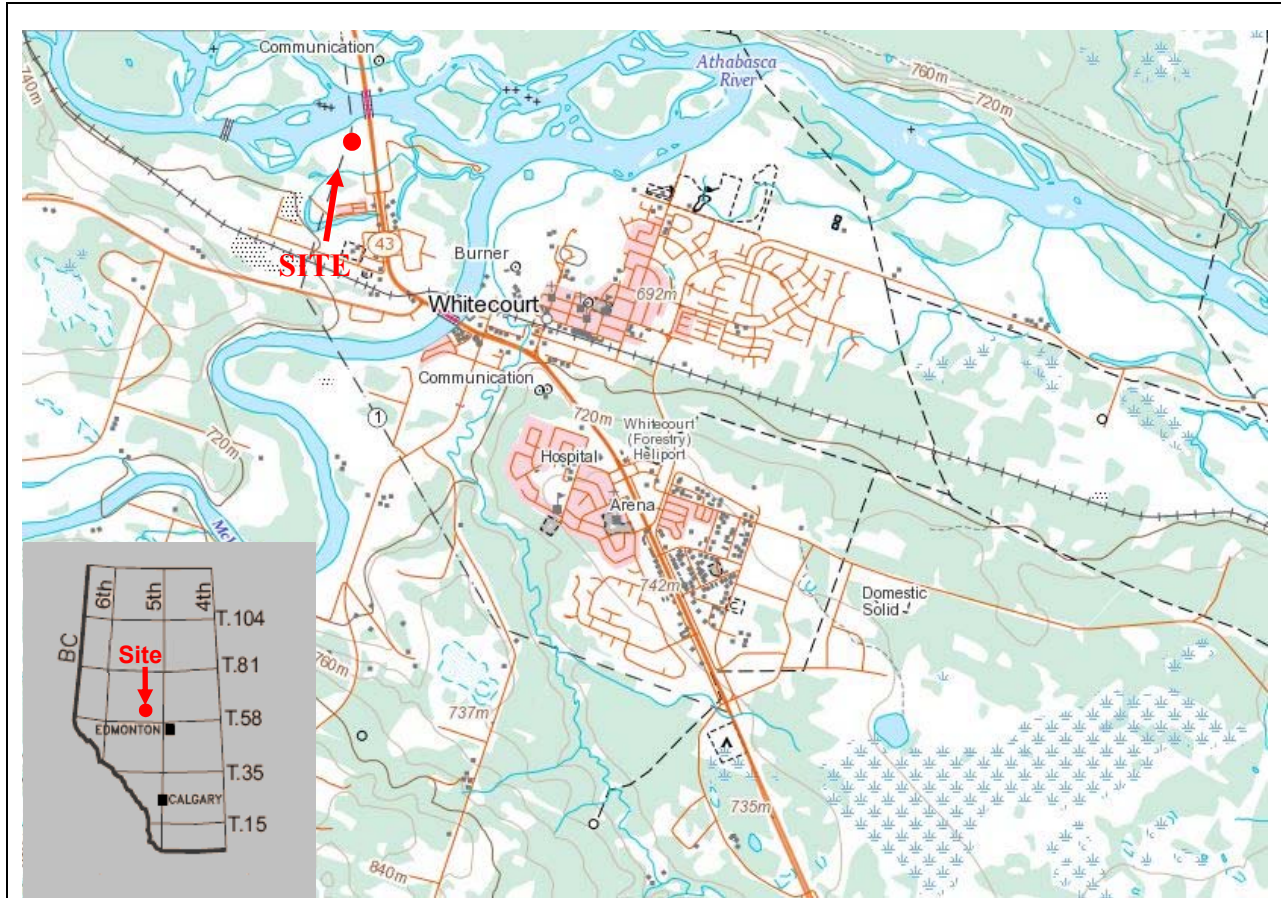 Communication
740m
Athabasca
River
760m
720m
SITE
43
Burner
Whitecourt
692m
Communication
1
720m
720m
Whitecourt
(Forestry)
Heliport
Hospital
Arena
742m
Domestic
Solid
760m
737m
735m
840m
6th
5th
4th
T.104
BC
Site
T.81
T.58
EDMONTON
T.35
CALGARY
T.15